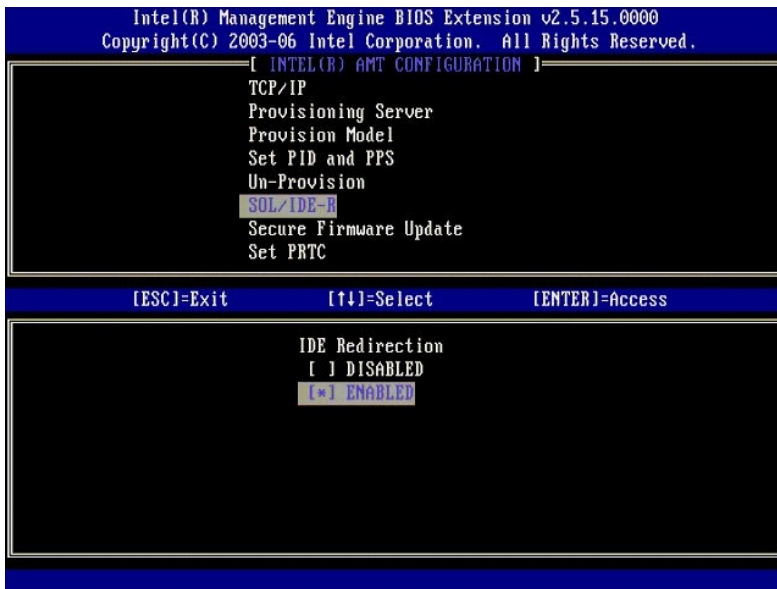 Intel(R) Management Engine BIOS Extension v2.5.15.0000
Copyright(C) 2003-06 Intel Corporation. All Rights Reserved.
[ INTEL(R) AMT CONFIGURATION ]
TCP/IP
Provisioning Server
Provision Model
Set PID and PPS
Un-Provision
SOL/IDE-R
Secure Firmware Update
Set PRTC
[ESC]=Exit [↑↓]=Select [ENTER]=Access
IDE Redirection
[ ] DISABLED
[*] ENABLED